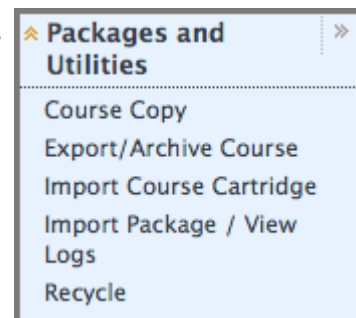 Packages and
Utilities
Course Copy
Export/Archive Course
Import Course Cartridge
Import Package / View
Logs
Recycle